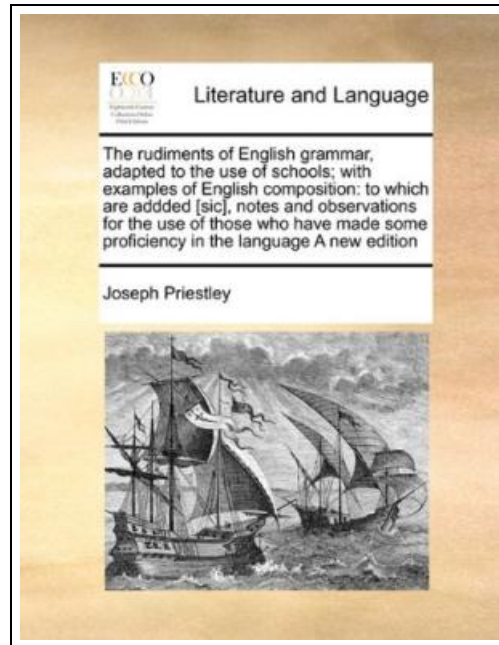 ECCO
Literature and Language
The rudiments of English grammar,
adapted to the use of schools; with
examples of English composition: to which
are addded [sic], notes and observations
for the use of those who have made some
proficiency in the language A new edition
Joseph Priestley